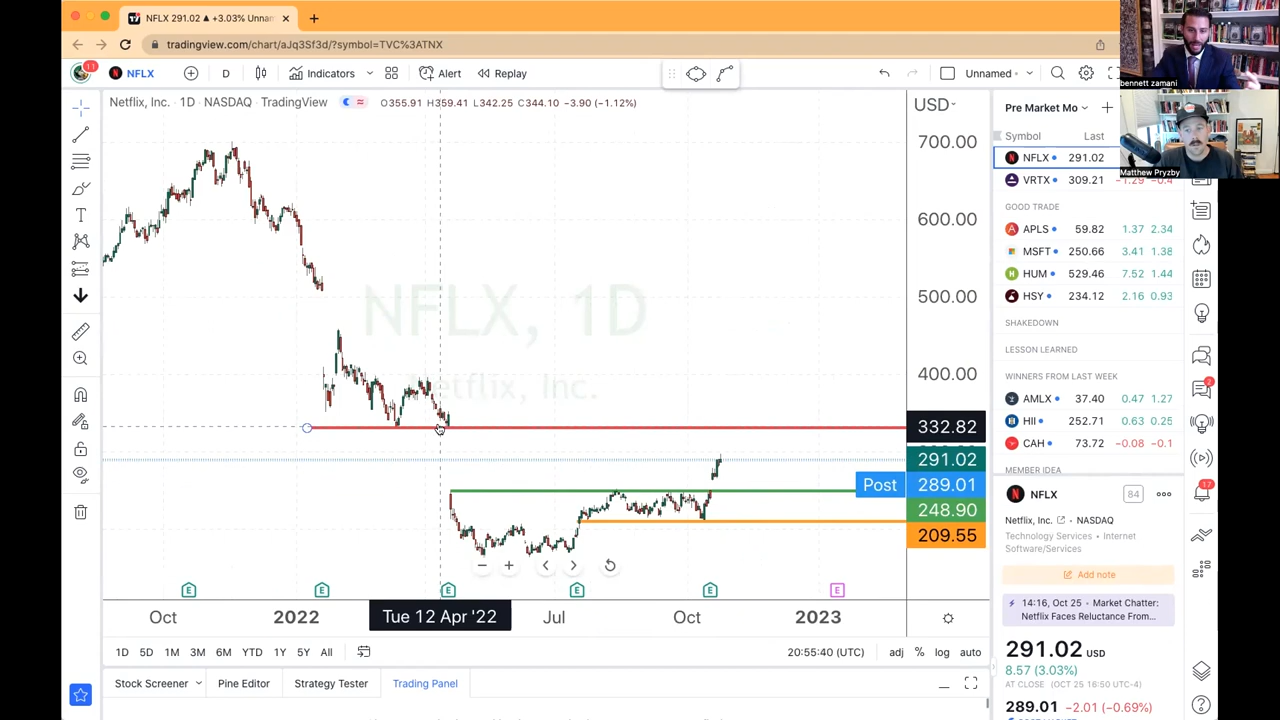 NFLX 291.02 ▲ +3.03% Unnam
tradingview.com/chart/aJq3Sf3d/?symbol=TVC%3ATNX
bennett zamani
11
NFLX
D
Indicators
Alert
Replay
Unnamed
Netflix, Inc. · 1D · NASDAQ · TradingView
O355.91 H359.41 L342.25 C344.10 −3.90 (−1.12%)
USD
Pre Market Mo
Symbol
Last
NFLX
291.02
Matthew Pryzby
VRTX
309.21
−1.29
−0.4
GOOD TRADE
APLS
59.82
1.37
2.34
MSFT
250.66
3.41
1.38
HUM
529.46
7.52
1.44
HSY
234.12
2.16
0.93
SHAKEDOWN
LESSON LEARNED
WINNERS FROM LAST WEEK
AMLX
37.40
0.47
1.27
HII
252.71
0.63
0.25
CAH
73.72
−0.08
−0.1
MEMBER IDEA
2
17
700.00
600.00
500.00
400.00
332.82
291.02
Post
289.01
248.90
209.55
NFLX, 1D
Netflix, Inc.
E
E
E
E
E
E
Oct
2022
Tue 12 Apr '22
Jul
Oct
2023
1D
5D
1M
3M
6M
YTD
1Y
5Y
All
20:55:40 (UTC)
adj
%
log
auto
Stock Screener
Pine Editor
Strategy Tester
Trading Panel
NFLX
84
Netflix, Inc.
NASDAQ
Technology Services • Internet
Software/Services
Add note
14:16, Oct 25 • Market Chatter:
Netflix Faces Reluctance From...
291.02 USD
8.57 (3.03%)
AT CLOSE (OCT 25 16:50 UTC-4)
289.01 −2.01 (−0.69%)